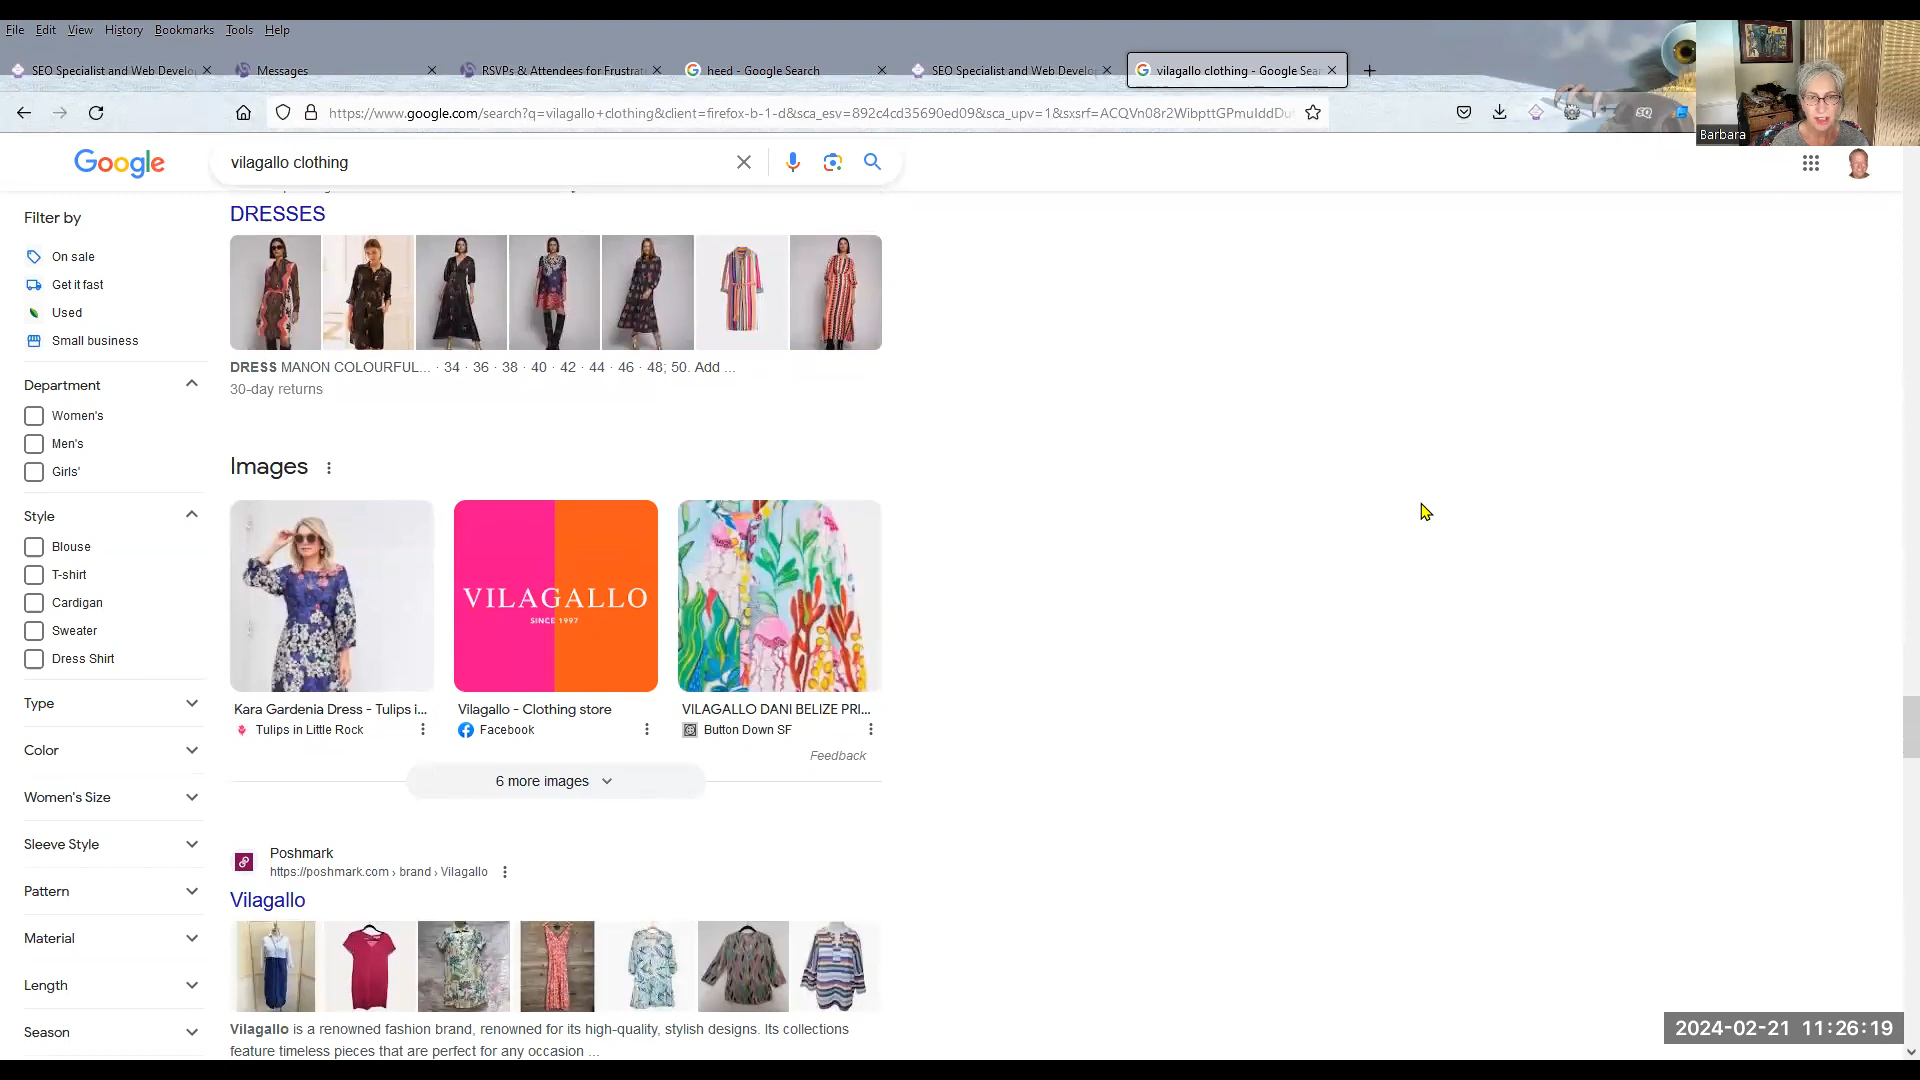 File Edit View History Bookmarks Tools Help
SEO Specialist and Web Develo
Messages
RSVPs & Attendees for Frustrat
heed - Google Search
SEO Specialist and Web Develo
vilagallo clothing - Google Sear
https://www.google.com/search?q=vilagallo+clothing&client=firefox-b-1-d&sca_esv=892c4cd35690ed09&sca_upv=1&sxsrf=ACQVn08r2WibpttGPmuIddDu
SQ
Barbara
Google
vilagallo clothing
Filter by
On sale
Get it fast
Used
Small business
Department
Women's
Men's
Girls'
Style
Blouse
T-shirt
Cardigan
Sweater
Dress Shirt
Type
Color
Women's Size
Sleeve Style
Pattern
Material
Length
Season
DRESSES
DRESS MANON COLOURFUL... · 34 · 36 · 38 · 40 · 42 · 44 · 46 · 48; 50. Add ...
30-day returns
Images
VILAGALLO
SINCE 1997
Kara Gardenia Dress – Tulips i...
Tulips in Little Rock
Vilagallo - Clothing store
Facebook
VILAGALLO DANI BELIZE PRI...
Button Down SF
Feedback
6 more images
Poshmark
https://poshmark.com › brand › Vilagallo
Vilagallo
Vilagallo is a renowned fashion brand, renowned for its high-quality, stylish designs. Its collections
feature timeless pieces that are perfect for any occasion ...
2024-02-21 11:26:19